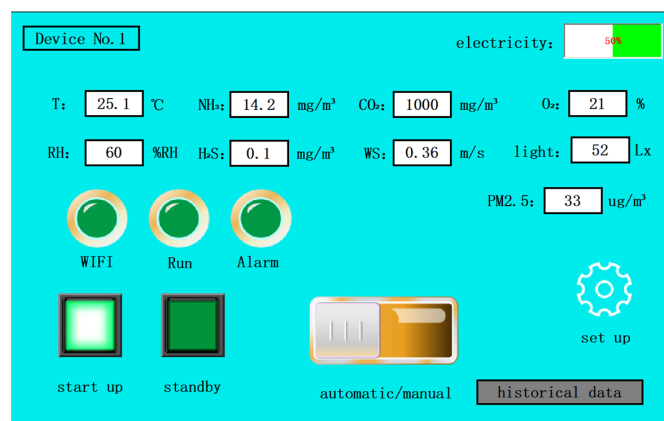 Device No. 1
electricity: 50%
T: 25.1 ℃ NH₃: 14.2 mg/m³ CO₂: 1000 mg/m³ O₂: 21 %
RH: 60 %RH H₂S: 0.1 mg/m³ WS: 0.36 m/s light: 52 Lx
PM2.5: 33 ug/m³
WIFI Run Alarm
set up
start up standby automatic/manual historical data